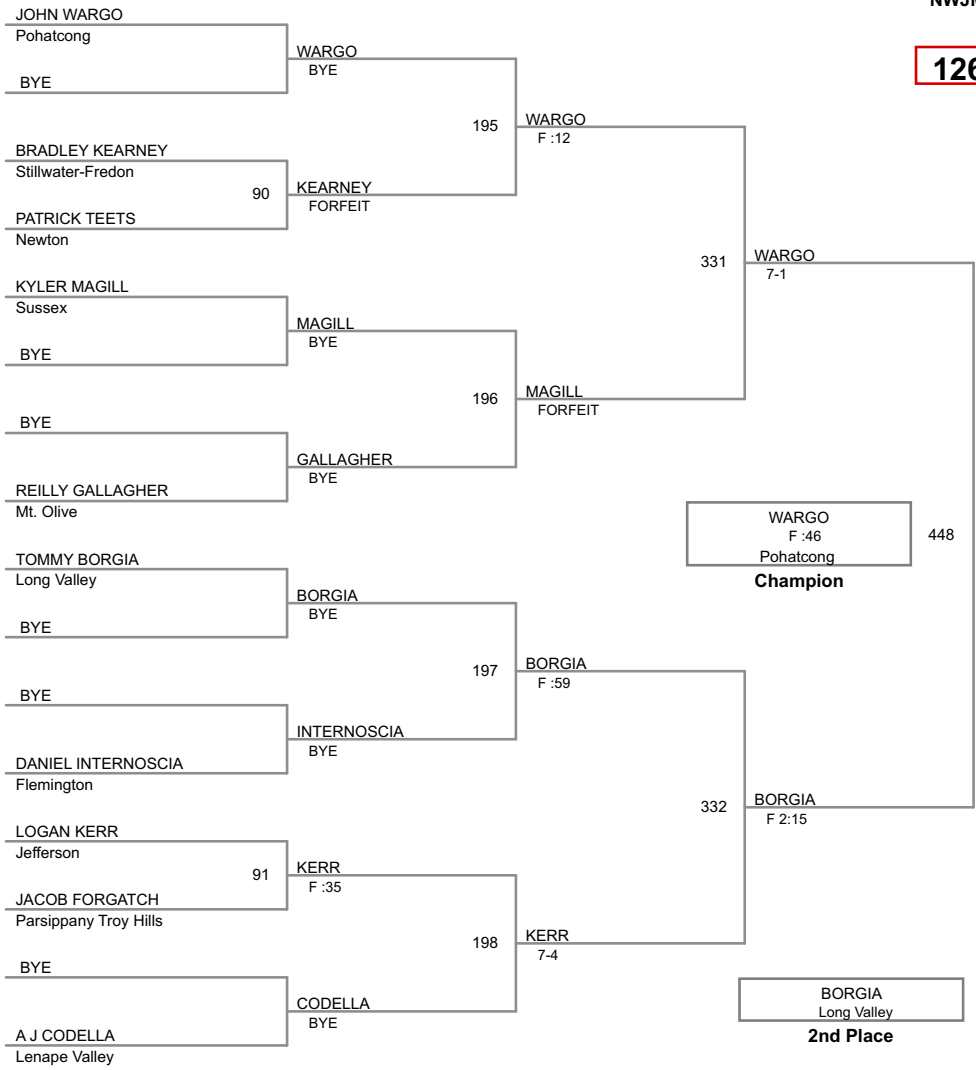 JOHN WARGO
Pohatcong
BYE
WARGO
BYE
BRADLEY KEARNEY
Stillwater-Fredon
90
PATRICK TEETS
Newton
KEARNEY
FORFEIT
195
WARGO
F :12
KYLER MAGILL
Sussex
BYE
MAGILL
BYE
BYE
REILLY GALLAGHER
Mt. Olive
GALLAGHER
BYE
196
MAGILL
FORFEIT
331
WARGO
7-1
TOMMY BORGIA
Long Valley
BYE
BORGIA
BYE
BYE
DANIEL INTERNOSCIA
Flemington
INTERNOSCIA
BYE
197
BORGIA
F :59
LOGAN KERR
Jefferson
91
JACOB FORGATCH
Parsippany Troy Hills
KERR
F :35
BYE
A J CODELLA
Lenape Valley
CODELLA
BYE
198
KERR
7-4
332
BORGIA
F 2:15
126
WARGO
F :46
Pohatcong
448
Champion
BORGIA
Long Valley
2nd Place